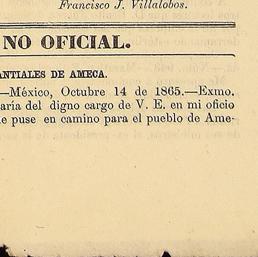 Francisco J. Villalobos.
NO OFICIAL.
ANTIALES DE AMECA.
—México, Octubre 14 de 1865.—Exmo.
aría del digno cargo de V. E. en mi oficio
e puse en camino para el pueblo de Ame-